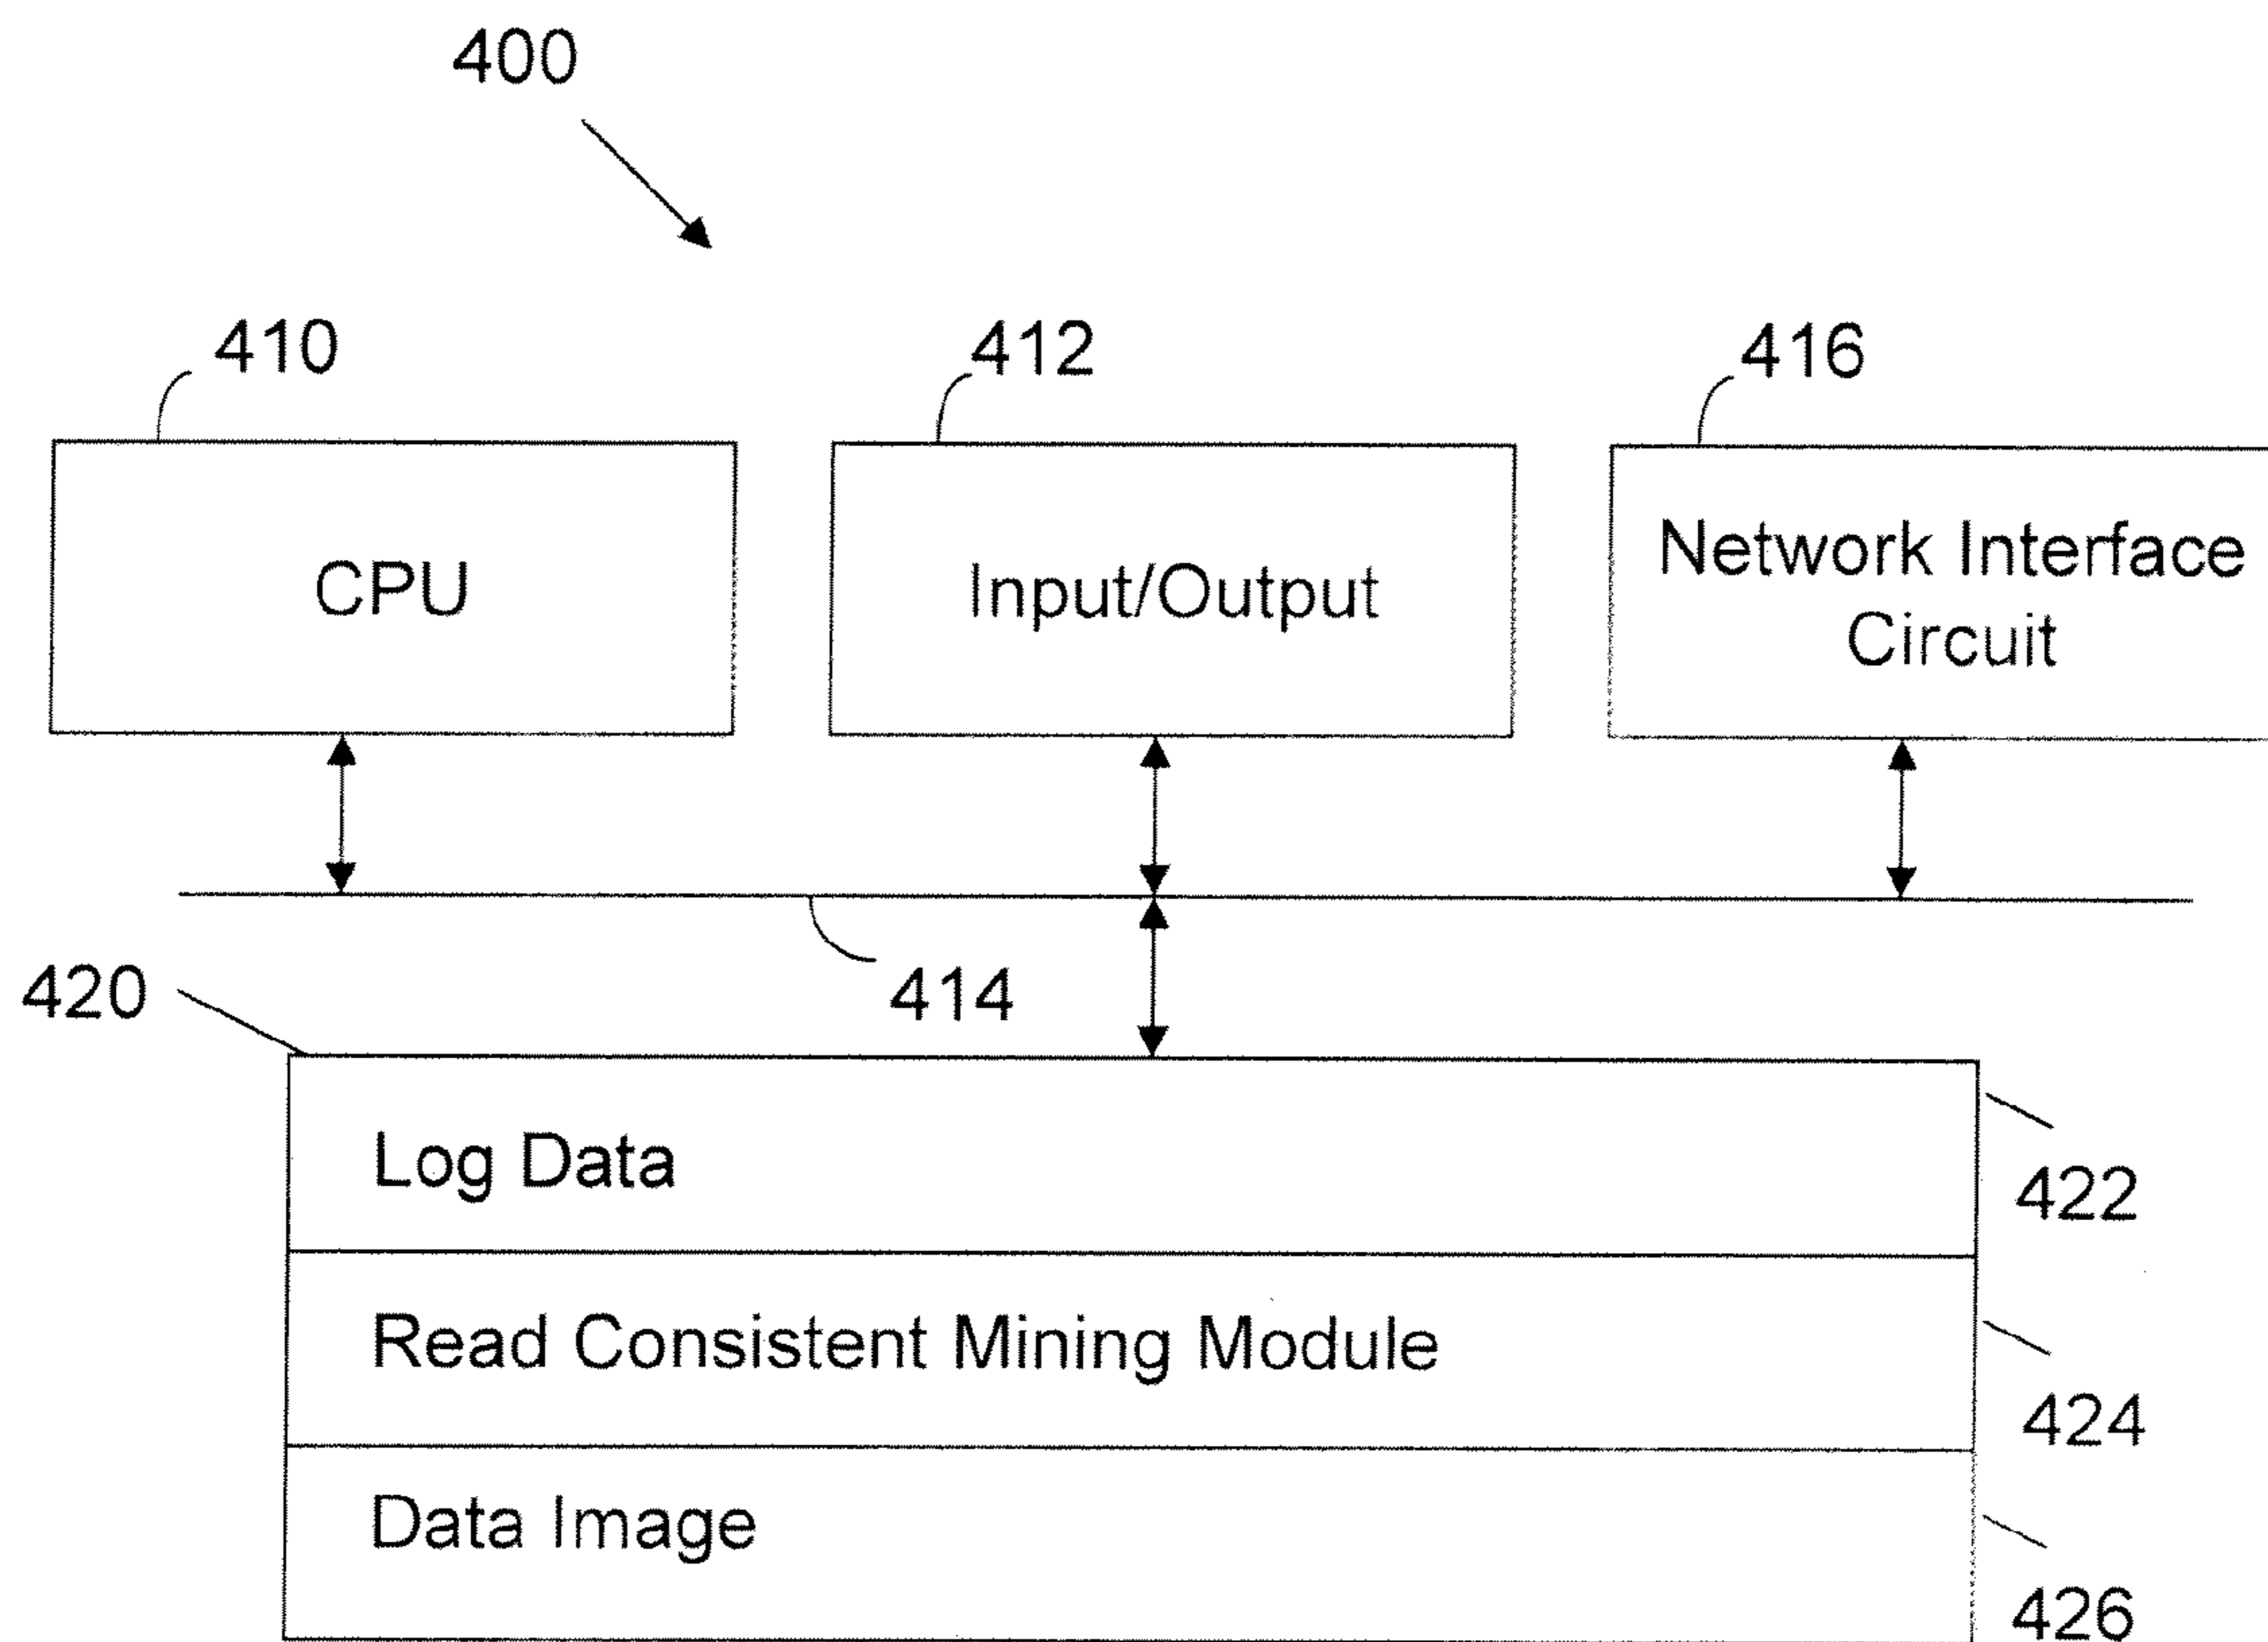 400
410
412
416
CPU
Input/Output
Network Interface
Circuit
414
420
Log Data
422
Read Consistent Mining Module
424
Data Image
426